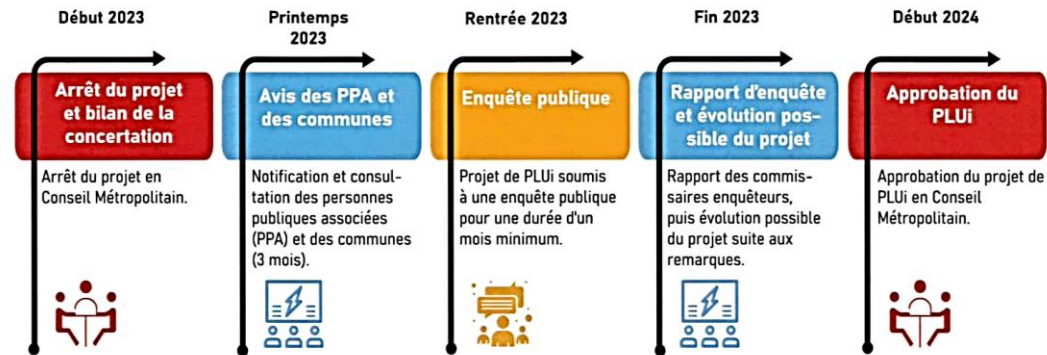 Début 2023
Arrêt du projet
et bilan de la
concertation
Arrêt du projet en
Conseil Métropolitain.
Printemps
2023
Avis des PPA et
des communes
Notification et consul-
tation des personnes
publiques associées
(PPA) et des communes
(3 mois).
Rentrée 2023
Enquête publique
Projet de PLUi soumis
à une enquête publique
pour une durée d'un
mois minimum.
Fin 2023
Rapport d'enquête
et évolution pos-
sible du projet
Rapport des commis-
saires enquêteurs,
puis évolution possible
du projet suite aux
remarques.
Début 2024
Approbation du
PLUi
Approbation du projet de
PLUi en Conseil
Métropolitain.